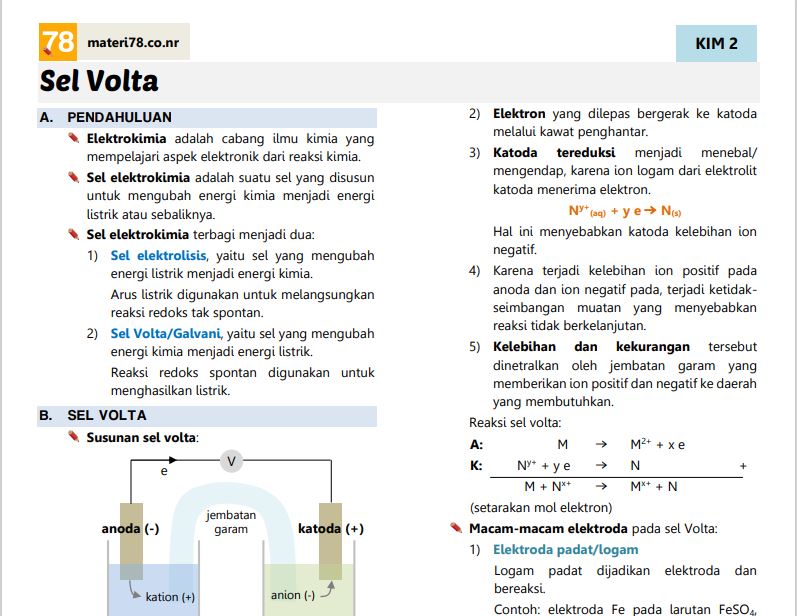 78 materi78.co.nr
KIM 2
Sel Volta
A. PENDAHULUAN
Elektrokimia adalah cabang ilmu kimia yang
mempelajari aspek elektronik dari reaksi kimia.
Sel elektrokimia adalah suatu sel yang disusun
untuk mengubah energi kimia menjadi energi
listrik atau sebaliknya.
Sel elektrokimia terbagi menjadi dua:
1) Sel elektrolisis, yaitu sel yang mengubah
energi listrik menjadi energi kimia.
Arus listrik digunakan untuk melangsungkan
reaksi redoks tak spontan.
2) Sel Volta/Galvani, yaitu sel yang mengubah
energi kimia menjadi energi listrik.
Reaksi redoks spontan digunakan untuk
menghasilkan listrik.
B. SEL VOLTA
Susunan sel volta:
V
e
jembatan
garam
anoda (-)
katoda (+)
kation (+)
anion (-)
2) Elektron yang dilepas bergerak ke katoda
melalui kawat penghantar.
3) Katoda tereduksi menjadi menebal/
mengendap, karena ion logam dari elektrolit
katoda menerima elektron.
Nʸ⁺(aq) + y e → N(s)
Hal ini menyebabkan katoda kelebihan ion
negatif.
4) Karena terjadi kelebihan ion positif pada
anoda dan ion negatif pada, terjadi ketidak-
seimbangan muatan yang menyebabkan
reaksi tidak berkelanjutan.
5) Kelebihan dan kekurangan tersebut
dinetralkan oleh jembatan garam yang
memberikan ion positif dan negatif ke daerah
yang membutuhkan.
Reaksi sel volta:
A: M → M²⁺ + x e
K: Nʸ⁺ + y e → N +
M + Nˣ⁺ → Mˣ⁺ + N
(setarakan mol elektron)
Macam-macam elektroda pada sel Volta:
1) Elektroda padat/logam
Logam padat dijadikan elektroda dan
bereaksi.
Contoh: elektroda Fe pada larutan FeSO₄,